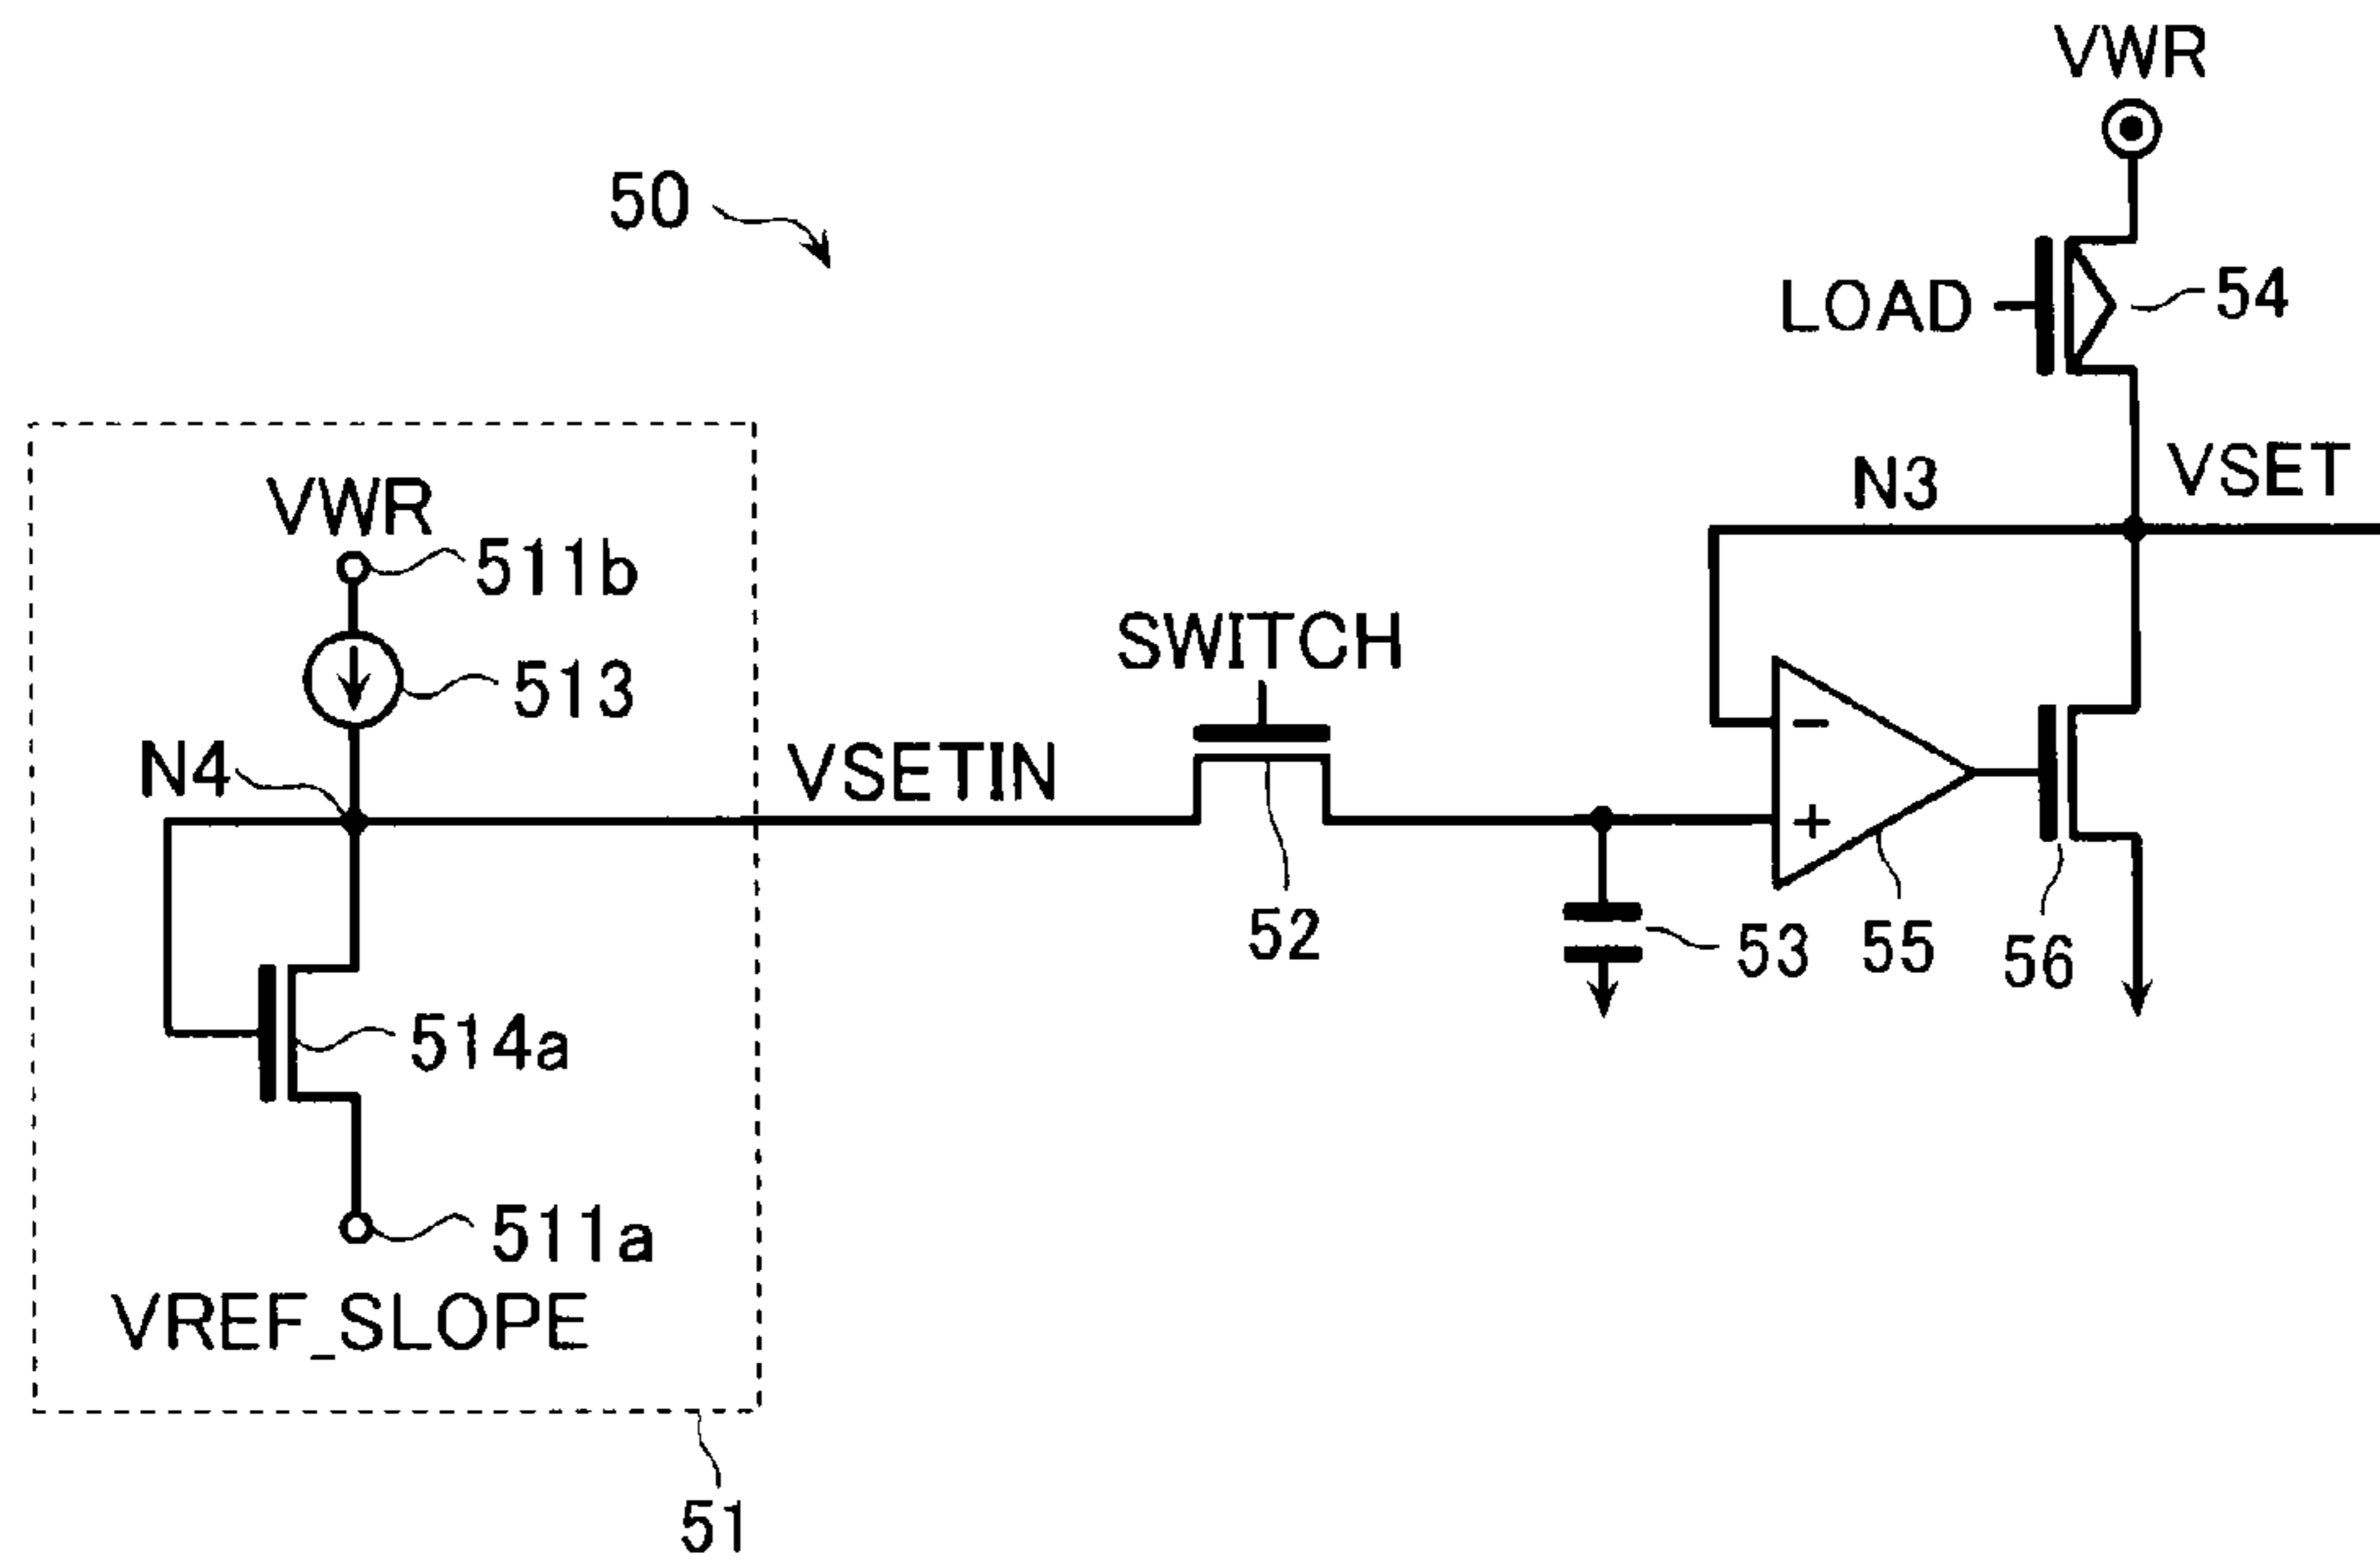 VWR
50
LOAD
54
N3
VSET
VWR
511b
SWITCH
513
N4
VSETIN
−
+
52
53
55
56
514a
511a
VREF_SLOPE
51